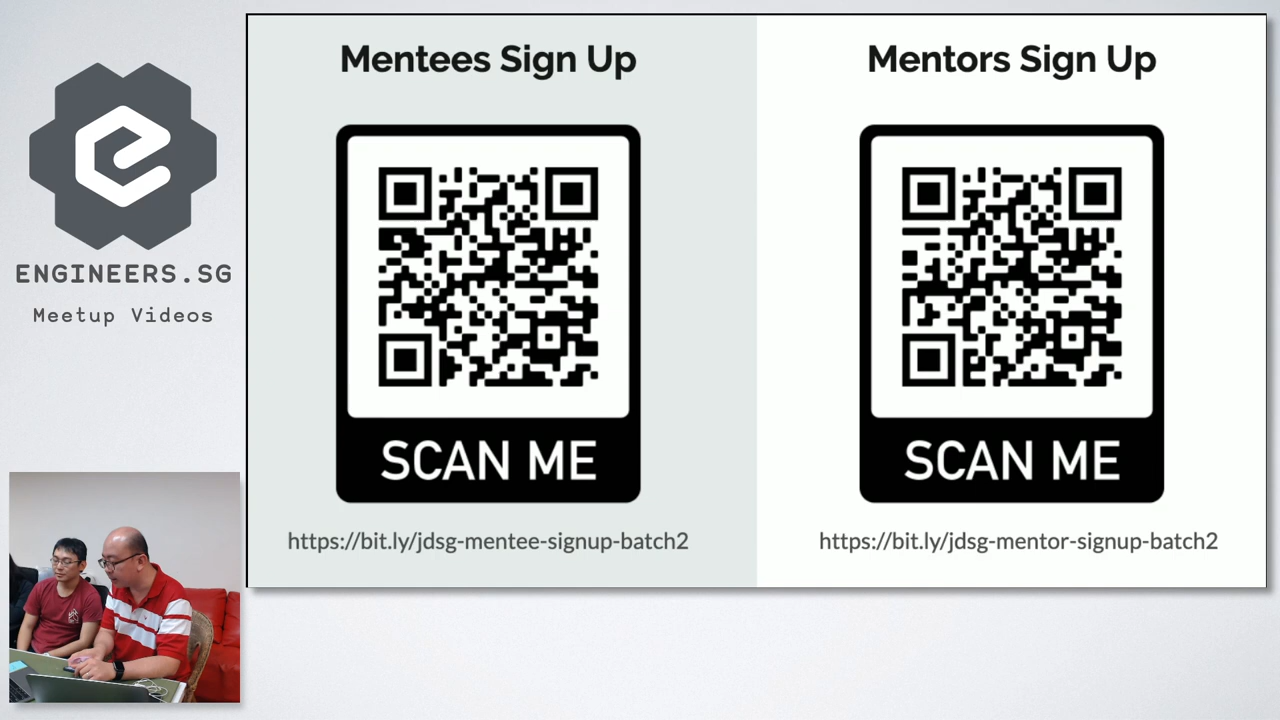 ENGINEERS.SG
Meetup Videos
Mentees Sign Up
SCAN ME
https://bit.ly/jdsg-mentee-signup-batch2
Mentors Sign Up
SCAN ME
https://bit.ly/jdsg-mentor-signup-batch2